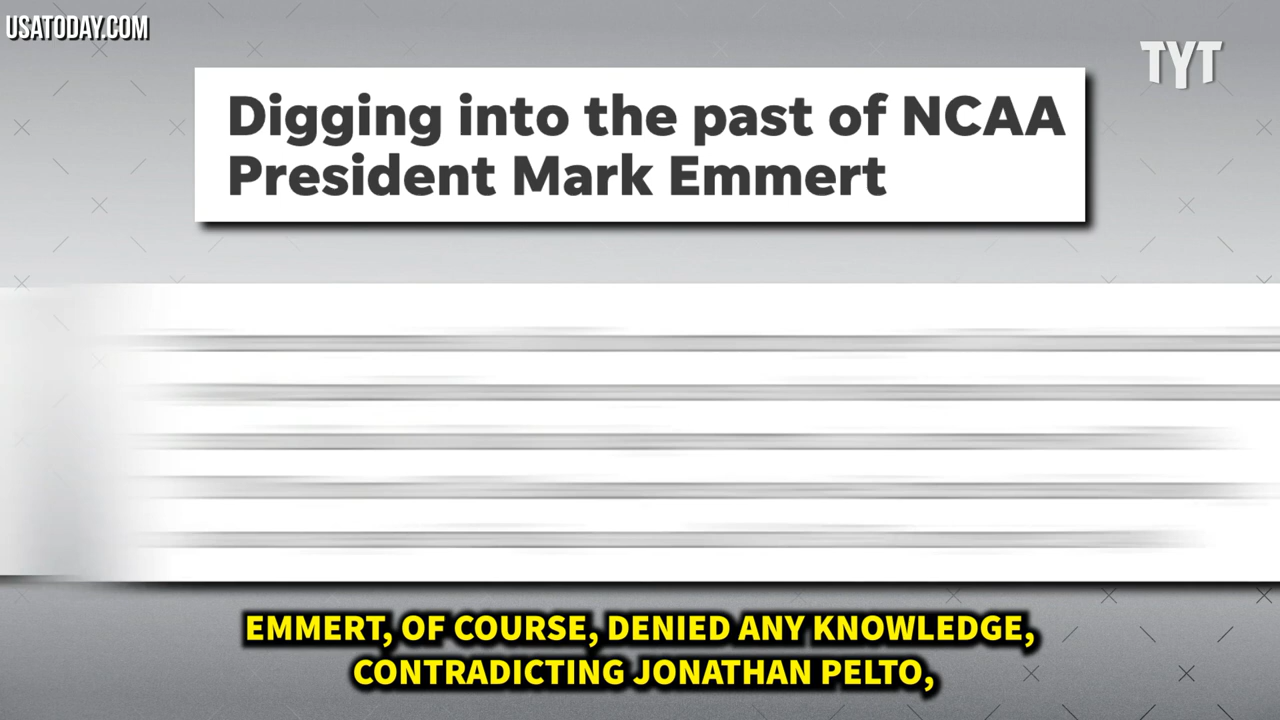 USATODAY.COM
TYT
Digging into the past of NCAA
President Mark Emmert
EMMERT, OF COURSE, DENIED ANY KNOWLEDGE,
CONTRADICTING JONATHAN PELTO,